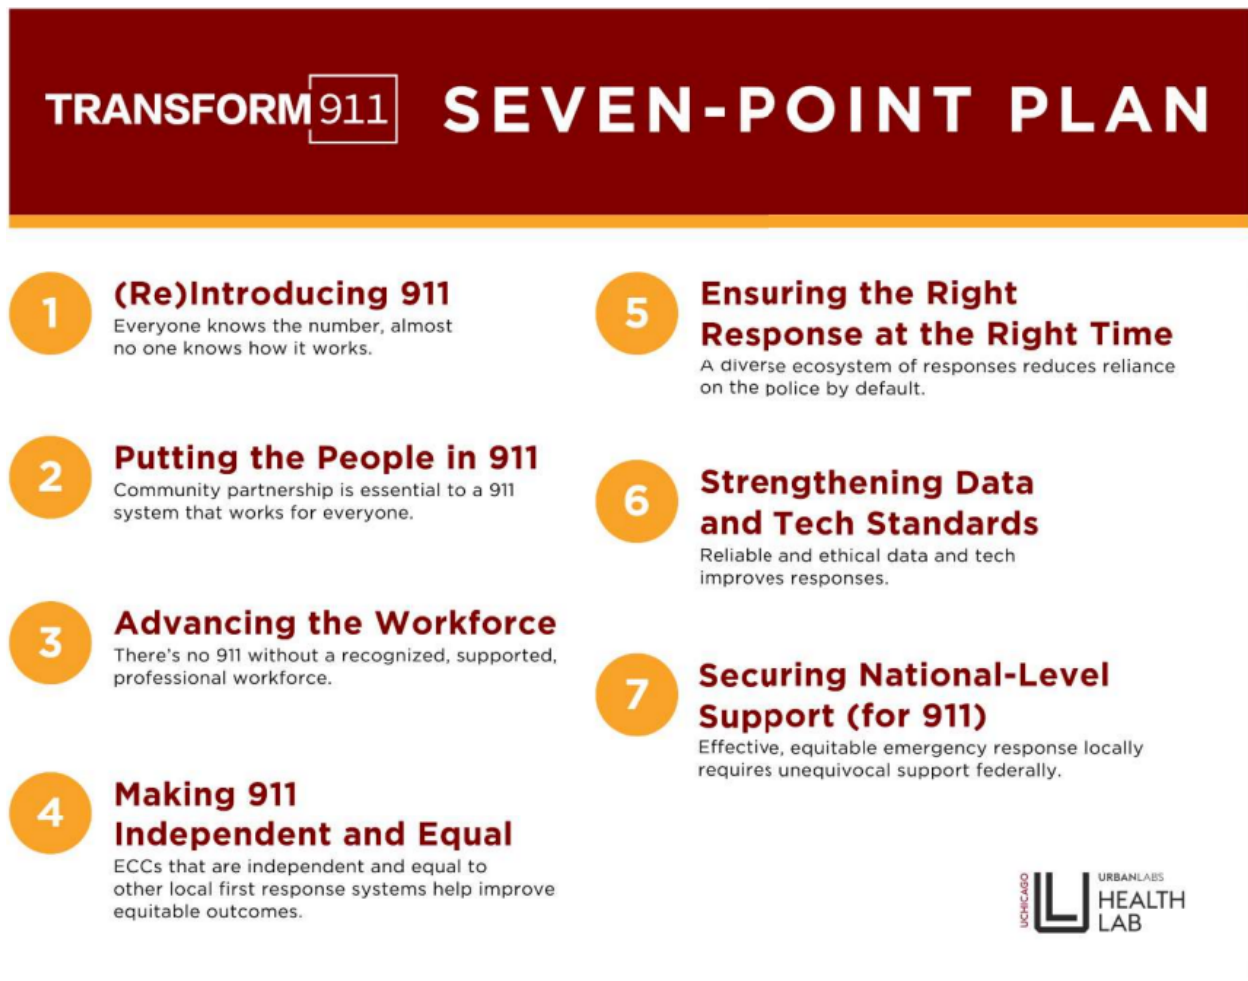 TRANSFORM911 SEVEN-POINT PLAN
1
(Re)Introducing 911
Everyone knows the number, almost
no one knows how it works.
2
Putting the People in 911
Community partnership is essential to a 911
system that works for everyone.
3
Advancing the Workforce
There's no 911 without a recognized, supported,
professional workforce.
4
Making 911
Independent and Equal
ECCs that are independent and equal to
other local first response systems help improve
equitable outcomes.
5
Ensuring the Right
Response at the Right Time
A diverse ecosystem of responses reduces reliance
on the police by default.
6
Strengthening Data
and Tech Standards
Reliable and ethical data and tech
improves responses.
7
Securing National-Level
Support (for 911)
Effective, equitable emergency response locally
requires unequivocal support federally.
UCHICAGO
URBANLABS
HEALTH
LAB